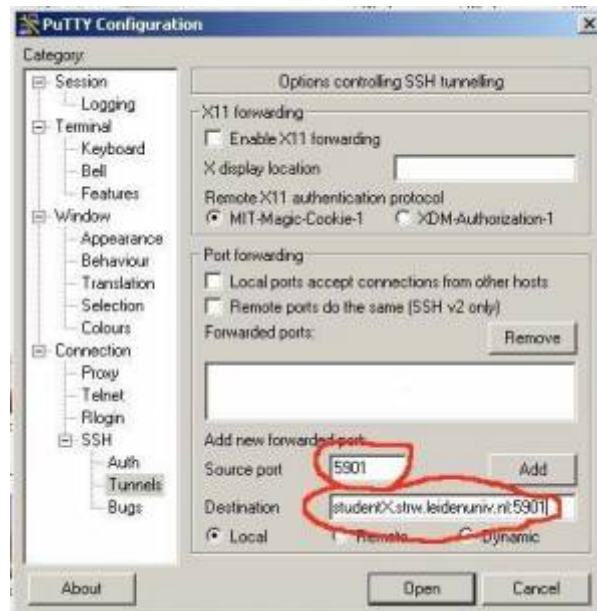 PuTTY Configuration
Category:
Session
Logging
Terminal
Keyboard
Bell
Features
Window
Appearance
Behaviour
Translation
Selection
Colours
Connection
Proxy
Telnet
Rlogin
SSH
Auth
Tunnels
Bugs
Options controlling SSH tunnelling
X11 forwarding
Enable X11 forwarding
X display location
Remote X11 authentication protocol
MIT-Magic-Cookie-1 XDM-Authorization-1
Port forwarding
Local ports accept connections from other hosts
Remote ports do the same (SSH v2 only)
Forwarded ports:
Remove
Add new forwarded port:
Source port 5901 Add
Destination studentX.strw.leidenuniv.nl:5901
Local Remote Dynamic
About Open Cancel